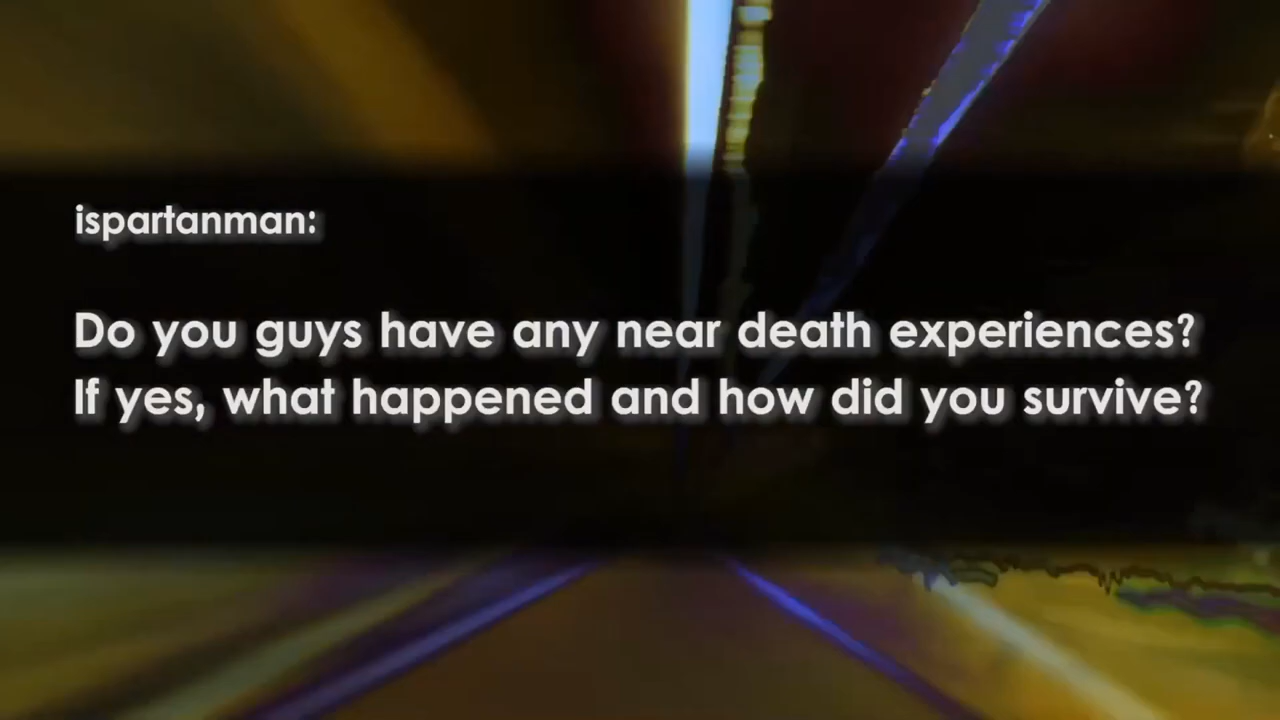 ispartanman:
Do you guys have any near death experiences?
If yes, what happened and how did you survive?